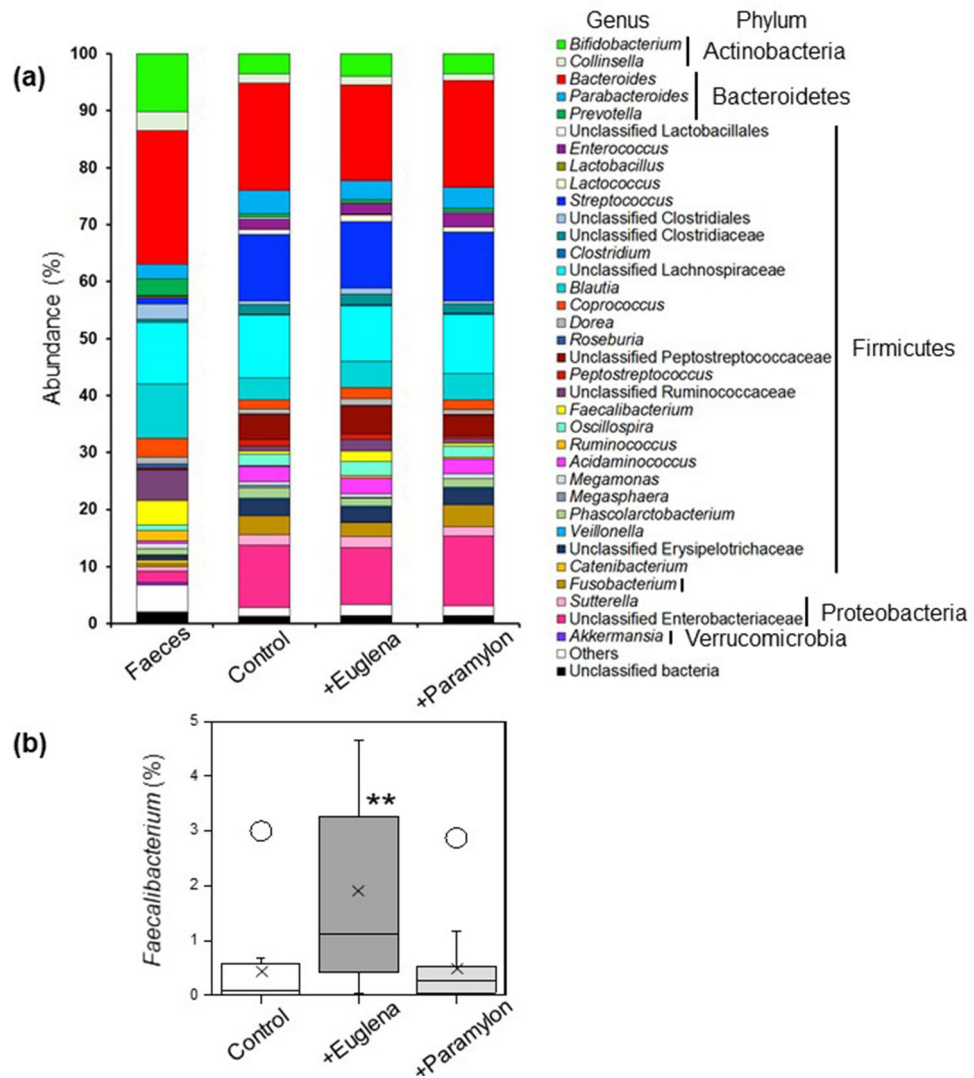 Genus Phylum
(a)
Abundance (%)
100
90
80
70
60
50
40
30
20
10
0
Faeces
Control
+Euglena
+Paramylon
Bifidobacterium
Collinsella
Actinobacteria
Bacteroides
Parabacteroides
Prevotella
Bacteroidetes
Unclassified Lactobacillales
Enterococcus
Lactobacillus
Lactococcus
Streptococcus
Unclassified Clostridiales
Unclassified Clostridiaceae
Clostridium
Unclassified Lachnospiraceae
Blautia
Coprococcus
Dorea
Roseburia
Unclassified Peptostreptococcaceae
Peptostreptococcus
Unclassified Ruminococcaceae
Faecalibacterium
Oscillospira
Ruminococcus
Acidaminococcus
Megamonas
Megasphaera
Phascolarctobacterium
Veillonella
Unclassified Erysipelotrichaceae
Catenibacterium
Firmicutes
Fusobacterium
Sutterella
Unclassified Enterobacteriaceae
Proteobacteria
Akkermansia
Verrucomicrobia
Others
Unclassified bacteria
(b)
Faecalibacterium (%)
5
4
3
2
1
0
**
Control
+Euglena
+Paramylon